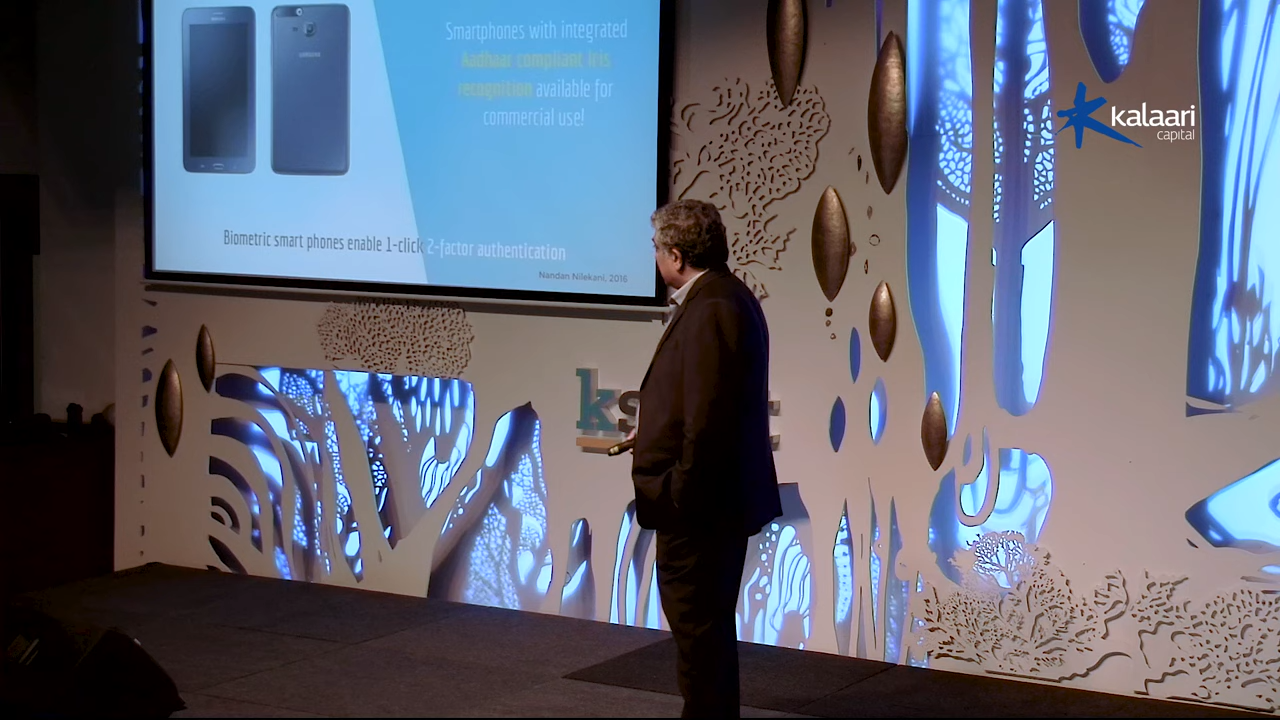 Smartphones with integrated
Aadhaar compliant Iris
recognition available for
commercial use!
Biometric smart phones enable 1-click 2-factor authentication
Nandan Nilekani, 2016
kalaari
capital